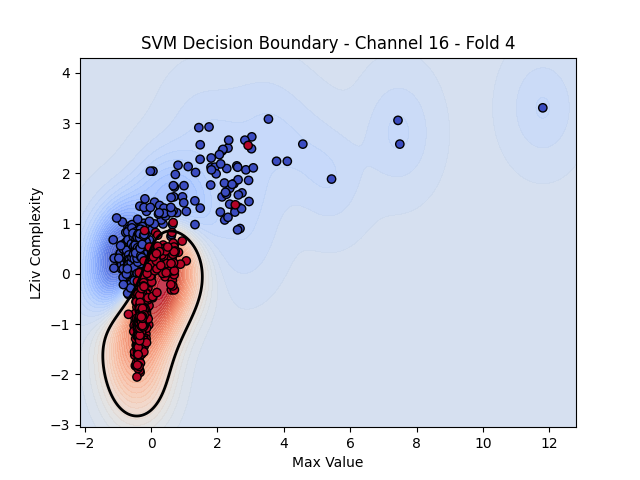 SVM Decision Boundary - Channel 16 - Fold 4
LZiv Complexity
4
3
2
1
0
−1
−2
−3
−2 0 2 4 6 8 10 12
Max Value